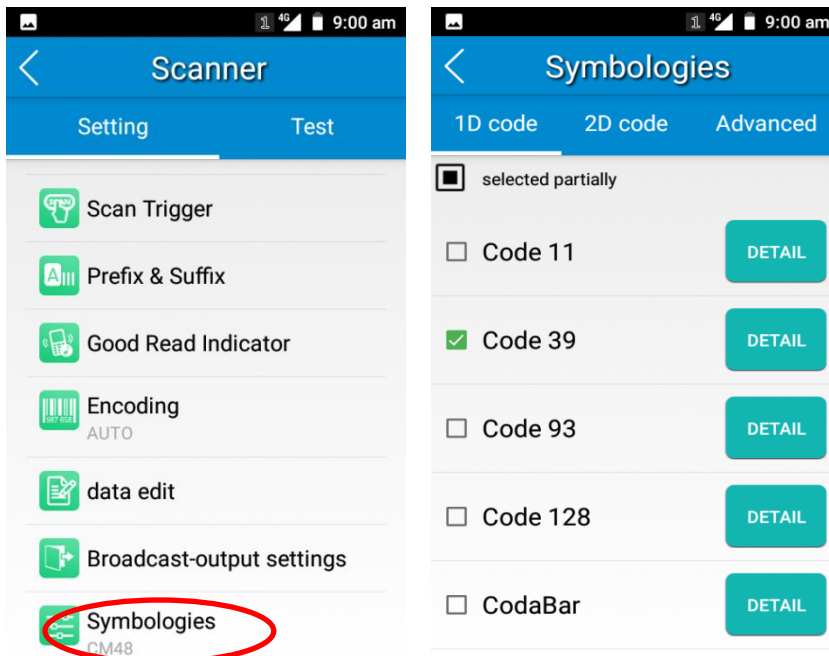 1 4G 9:00 am
Scanner
Setting Test
Scan Trigger
Prefix & Suffix
Good Read Indicator
Encoding
AUTO
data edit
Broadcast-output settings
Symbologies
CM48
1 4G 9:00 am
Symbologies
1D code 2D code Advanced
selected partially
Code 11 DETAIL
Code 39 DETAIL
Code 93 DETAIL
Code 128 DETAIL
CodaBar DETAIL